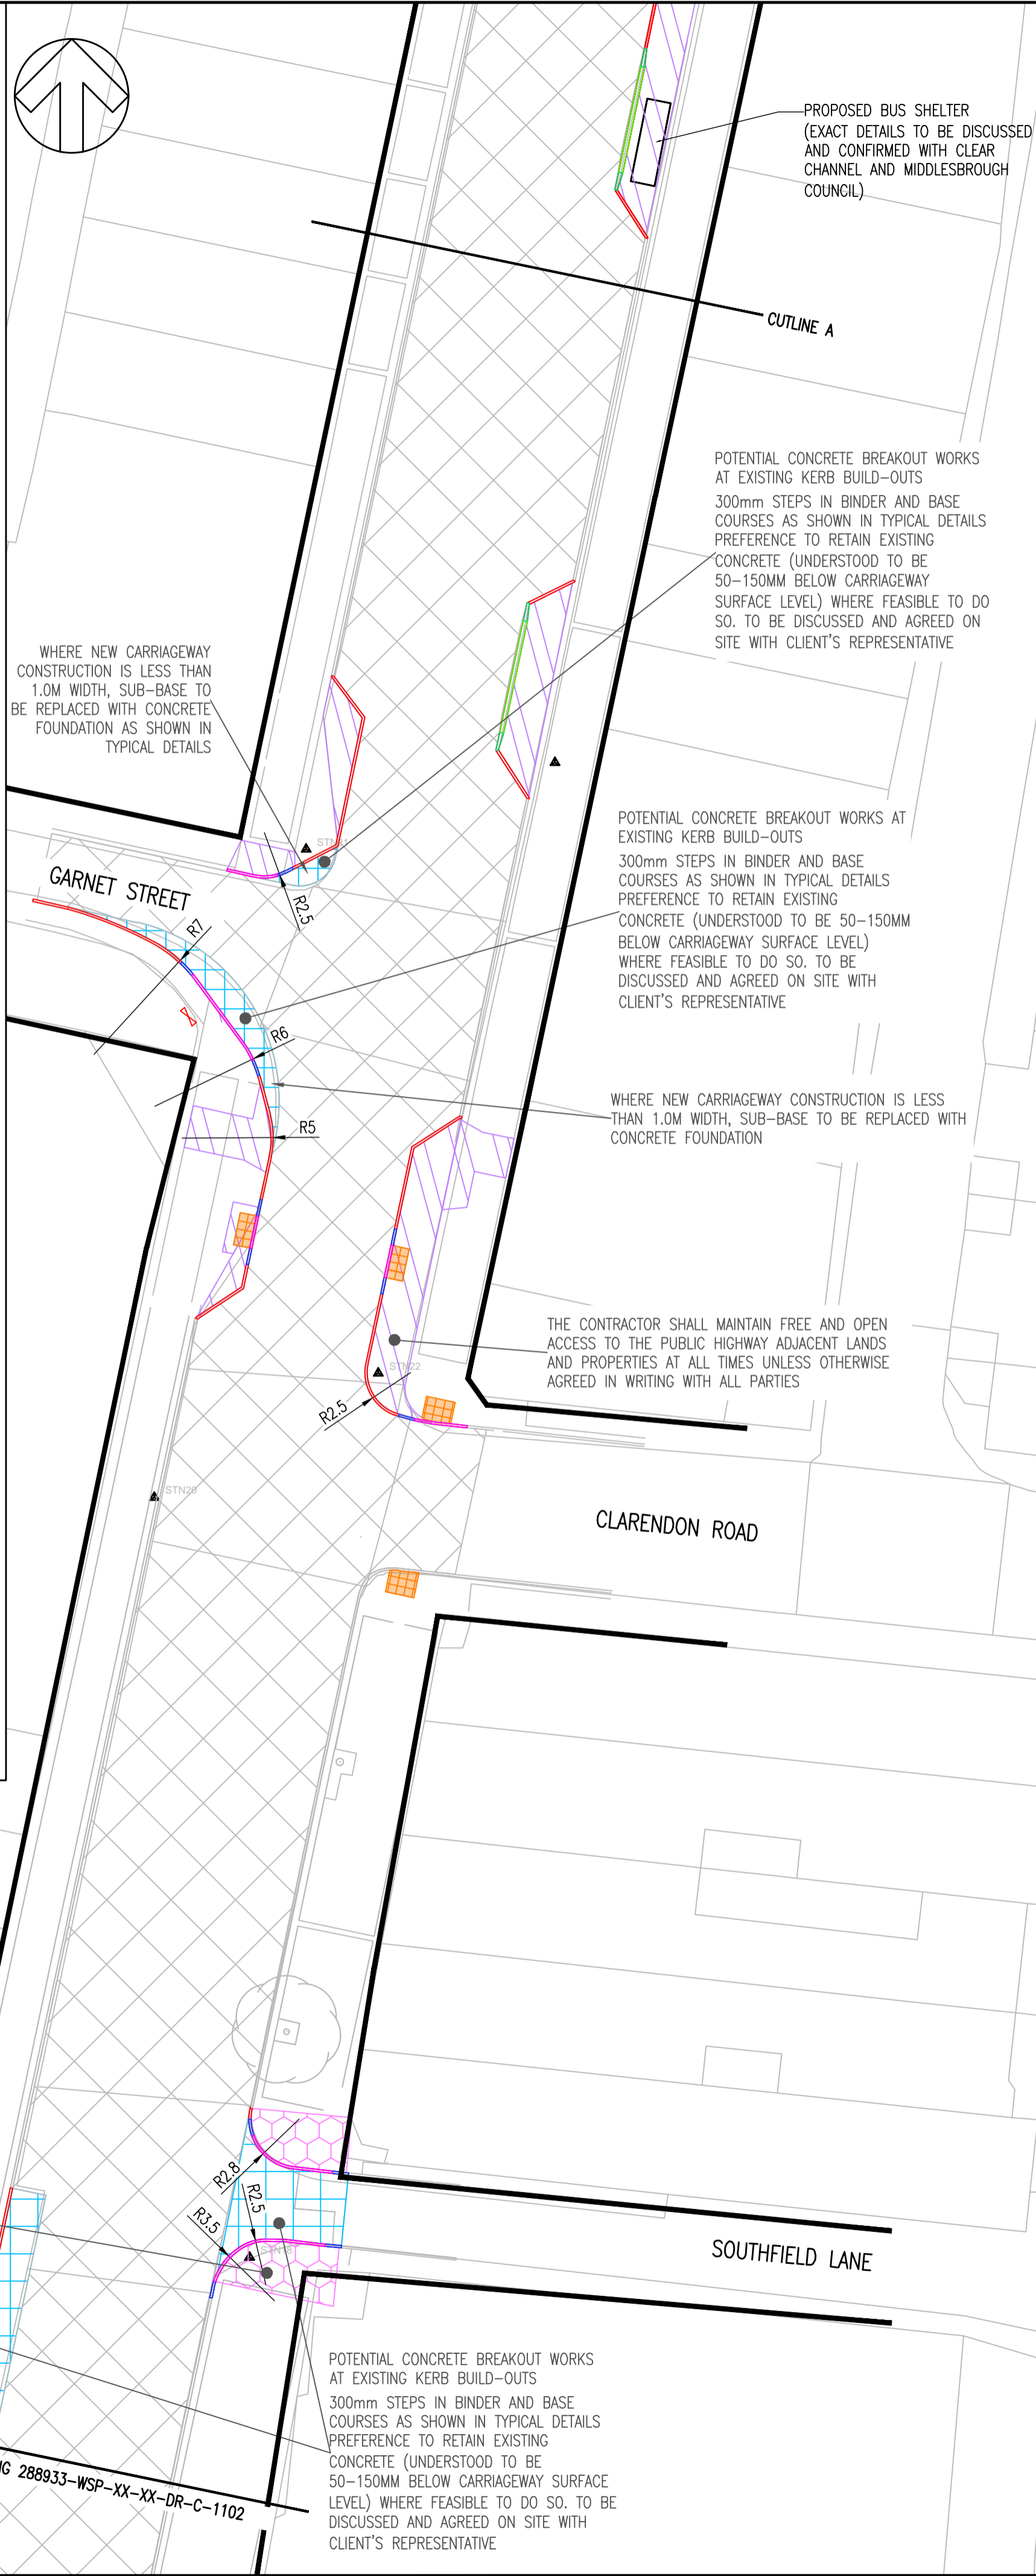 PROPOSED BUS SHELTER
(EXACT DETAILS TO BE DISCUSSED
AND CONFIRMED WITH CLEAR
CHANNEL AND MIDDLESBROUGH
COUNCIL)
CUTLINE A
POTENTIAL CONCRETE BREAKOUT WORKS
AT EXISTING KERB BUILD-OUTS
300mm STEPS IN BINDER AND BASE
COURSES AS SHOWN IN TYPICAL DETAILS
PREFERENCE TO RETAIN EXISTING
CONCRETE (UNDERSTOOD TO BE
50-150MM BELOW CARRIAGEWAY
SURFACE LEVEL) WHERE FEASIBLE TO DO
SO. TO BE DISCUSSED AND AGREED ON
SITE WITH CLIENT'S REPRESENTATIVE
WHERE NEW CARRIAGEWAY
CONSTRUCTION IS LESS THAN
1.0M WIDTH, SUB-BASE TO
BE REPLACED WITH CONCRETE
FOUNDATION AS SHOWN IN
TYPICAL DETAILS
GARNET STREET
R2.5
R7
POTENTIAL CONCRETE BREAKOUT WORKS AT
EXISTING KERB BUILD-OUTS
300mm STEPS IN BINDER AND BASE
COURSES AS SHOWN IN TYPICAL DETAILS
PREFERENCE TO RETAIN EXISTING
CONCRETE (UNDERSTOOD TO BE 50-150MM
BELOW CARRIAGEWAY SURFACE LEVEL)
WHERE FEASIBLE TO DO SO. TO BE
DISCUSSED AND AGREED ON SITE WITH
CLIENT'S REPRESENTATIVE
R6
R5
WHERE NEW CARRIAGEWAY CONSTRUCTION IS LESS
THAN 1.0M WIDTH, SUB-BASE TO BE REPLACED WITH
CONCRETE FOUNDATION
THE CONTRACTOR SHALL MAINTAIN FREE AND OPEN
ACCESS TO THE PUBLIC HIGHWAY ADJACENT LANDS
AND PROPERTIES AT ALL TIMES UNLESS OTHERWISE
AGREED IN WRITING WITH ALL PARTIES
STN22
R2.5
STN20
CLARENDON ROAD
R2.8
R2.5
R3.5
SOUTHFIELD LANE
POTENTIAL CONCRETE BREAKOUT WORKS
AT EXISTING KERB BUILD-OUTS
300mm STEPS IN BINDER AND BASE
COURSES AS SHOWN IN TYPICAL DETAILS
PREFERENCE TO RETAIN EXISTING
CONCRETE (UNDERSTOOD TO BE
50-150MM BELOW CARRIAGEWAY SURFACE
LEVEL) WHERE FEASIBLE TO DO SO. TO BE
DISCUSSED AND AGREED ON SITE WITH
CLIENT'S REPRESENTATIVE
288933-WSP-XX-XX-DR-C-1102